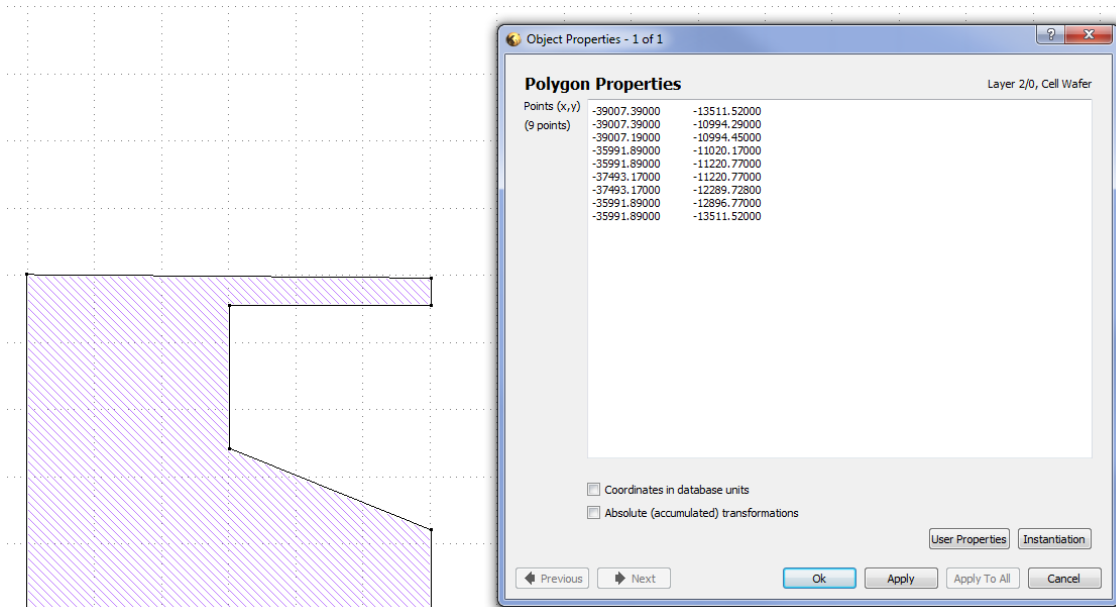 Object Properties - 1 of 1
?
X
Polygon Properties
Layer 2/0, Cell Wafer
Points (x,y)
(9 points)
-39007.39000 -13511.52000
-39007.39000 -10994.29000
-39007.19000 -10994.45000
-35991.89000 -11020.17000
-35991.89000 -11220.77000
-37493.17000 -11220.77000
-37493.17000 -12289.72800
-35991.89000 -12896.77000
-35991.89000 -13511.52000
Coordinates in database units
Absolute (accumulated) transformations
User Properties Instantiation
Previous Next Ok Apply Apply To All Cancel